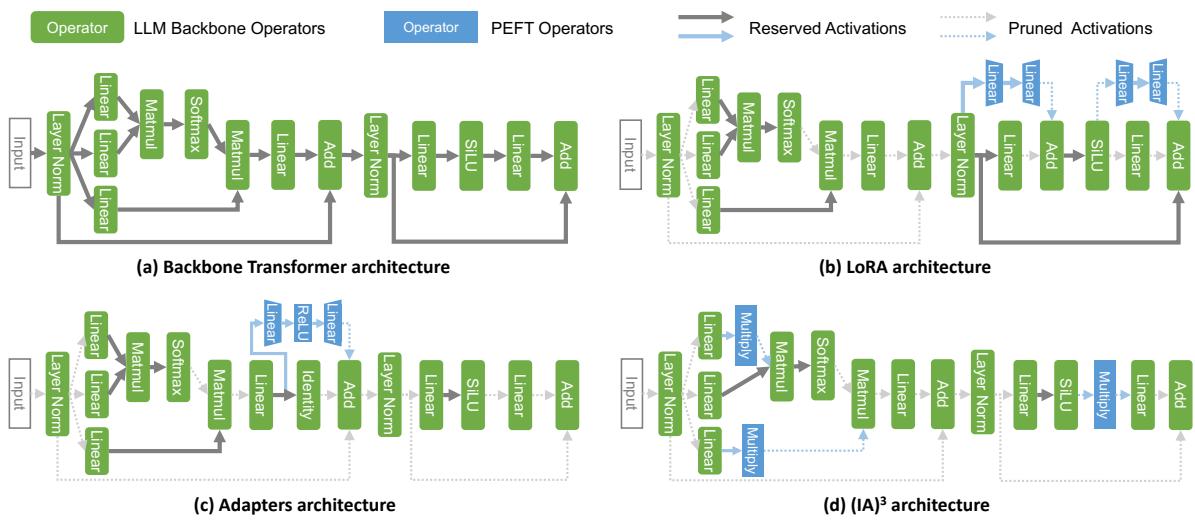 Operator LLM Backbone Operators Operator PEFT Operators Reserved Activations Pruned Activations
Input
Layer Norm
Linear
Linear
Linear
Matmul
Softmax
Matmul
Linear
Add
Layer Norm
Linear
SiLU
Linear
Add
(a) Backbone Transformer architecture
Input
Layer Norm
Linear
Linear
Linear
Matmul
Softmax
Matmul
Linear
Add
Layer Norm
Linear
Linear
Linear
Add
SiLU
Linear
Linear
Linear
Add
(b) LoRA architecture
Input
Layer Norm
Linear
Linear
Linear
Matmul
Softmax
Matmul
Linear
Linear
ReLU
Linear
Identity
Add
Layer Norm
Linear
SiLU
Linear
Add
(c) Adapters architecture
Input
Layer Norm
Linear
Linear
Linear
Multiply
Multiply
Matmul
Softmax
Matmul
Linear
Add
Layer Norm
Linear
SiLU
Multiply
Linear
Add
(d) (IA)³ architecture